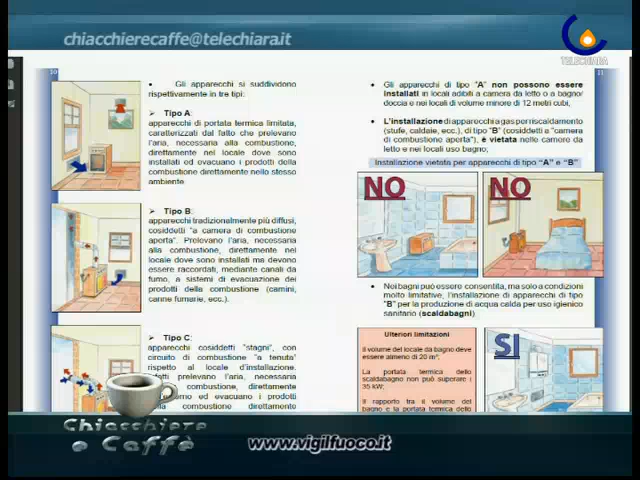 chiacchierecaffe@telechiara.it
TELECHIARA
Gli apparecchi si suddividono
rispettivamente in tre tipi:
Tipo A:
apparecchi di portata termica limitata,
caratterizzati dal fatto che prelevano
l'aria, necessaria alla combustione,
direttamente nel locale dove sono
installati ed evacuano i prodotti della
combustione direttamente nello stesso
ambiente
Tipo B:
apparecchi tradizionalmente più diffusi,
cosiddetti "a camera di combustione
aperta". Prelevano l'aria, necessaria
alla combustione, direttamente nel
locale dove sono installati ma devono
essere raccordati, mediante canali da
fumo, a sistemi di evacuazione dei
prodotti della combustione (camini,
canne fumarie, ecc.).
Tipo C:
apparecchi cosiddetti "stagni", con
circuito di combustione "a tenuta"
rispetto al locale d'installazione.
prelevano l'aria, necessaria
combustione, direttamente
ed evacuano i prodotti
combustione direttamente
Gli apparecchi di tipo "A" non possono essere
installati in locali adibiti a camera da letto o a bagno/
doccia e nei locali di volume minore di 12 metri cubi,
L'installazione di apparecchi a gas per riscaldamento
(stufe, caldaie, ecc.), di tipo "B" (cosiddetti a "camera
di combustione aperta"), è vietata nelle camere da
letto e nei locali uso bagno;
Installazione vietata per apparecchi di tipo "A" e "B"
NO
NO
Nei bagni può essere consentita, ma solo a condizioni
molto limitative, l'installazione di apparecchi di tipo
"B" per la produzione di acqua calda per uso igienico
sanitario (scaldabagni).
Ulteriori limitazioni
Il volume del locale da bagno deve
essere almeno di 20 m³.
La portata termica dello
scaldabagno non può superare i
35 kW;
Il rapporto tra il volume del
bagno e la portata termica dello
SI
Chiacchiere
e Caffè
www.vigilfuoco.it